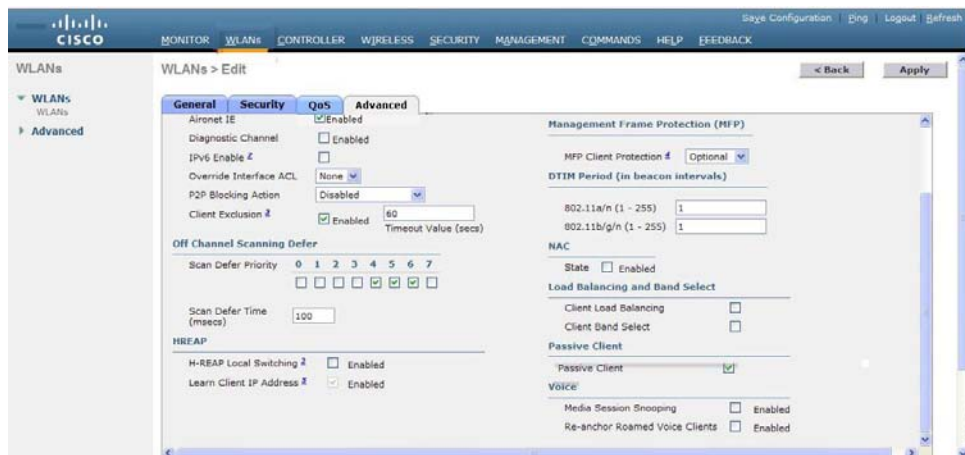 Save Configuration | Ping | Logout | Refresh
CISCO
MONITOR WLANs CONTROLLER WIRELESS SECURITY MANAGEMENT COMMANDS HELP FEEDBACK
WLANs
WLANs > Edit
< Back
Apply
WLANs
WLANs
Advanced
General
Security
QoS
Advanced
Aironet IE
Enabled
Diagnostic Channel
Enabled
IPv6 Enable 7
Override Interface ACL
None
P2P Blocking Action
Disabled
Client Exclusion 3
Enabled
60
Timeout Value (secs)
Off Channel Scanning Defer
Scan Defer Priority
0 1 2 3 4 5 6 7
Scan Defer Time
(msecs)
100
HREAP
H-REAP Local Switching 2
Enabled
Learn Client IP Address
Enabled
Management Frame Protection (MFP)
MFP Client Protection 4
Optional
DTIM Period (in beacon intervals)
802.11a/n (1 - 255)
1
802.11b/g/n (1 - 255)
1
NAC
State
Enabled
Load Balancing and Band Select
Client Load Balancing
Client Band Select
Passive Client
Passive Client
Voice
Media Session Snooping
Enabled
Re-anchor Roamed Voice Clients
Enabled